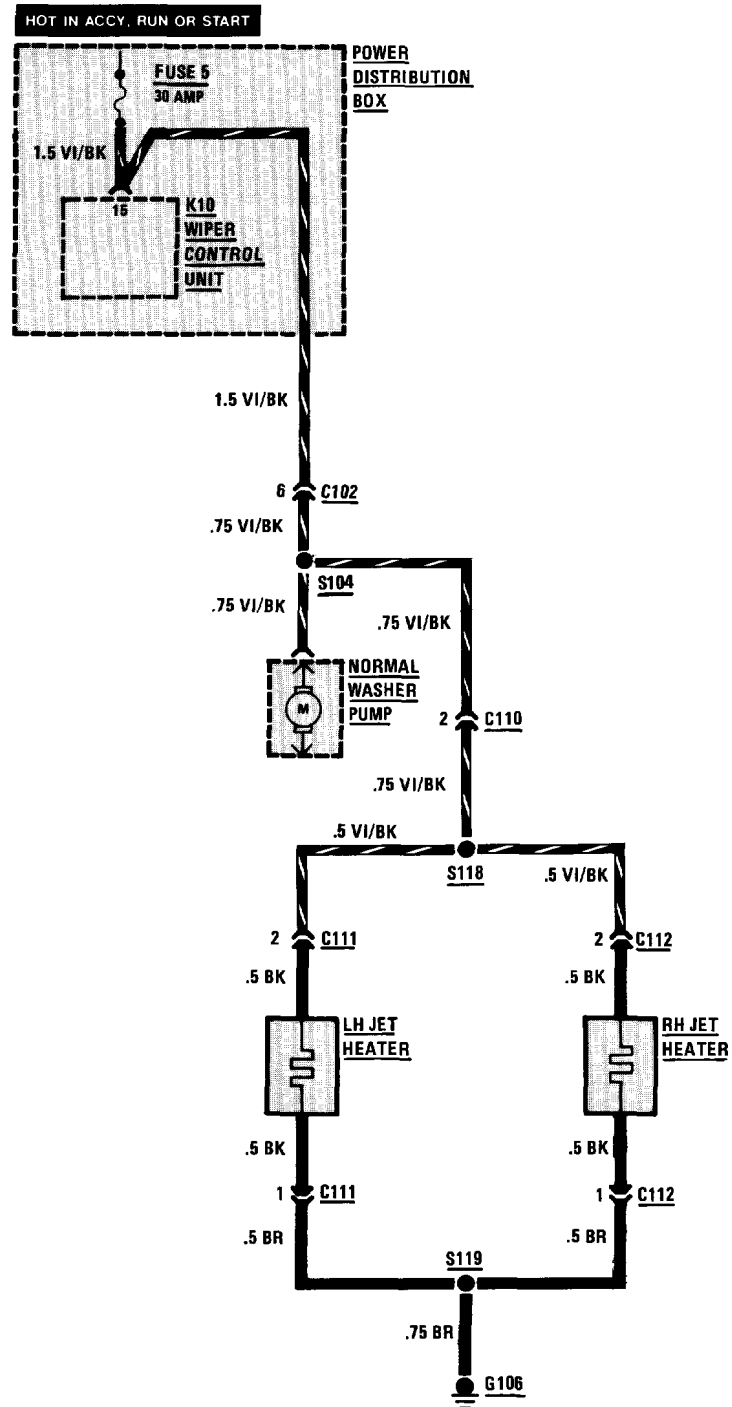 HOT IN ACCY, RUN OR START
POWER
DISTRIBUTION
BOX
FUSE 5
30 AMP
1.5 VI/BK
15
K10
WIPER
CONTROL
UNIT
1.5 VI/BK
6 C102
.75 VI/BK
S104
.75 VI/BK
.75 VI/BK
NORMAL
WASHER
PUMP
M
2 C110
.75 VI/BK
.5 VI/BK
S118
.5 VI/BK
2 C111
2 C112
.5 BK
.5 BK
LH JET
HEATER
RH JET
HEATER
.5 BK
.5 BK
1 C111
1 C112
.5 BR
.5 BR
S119
.75 BR
G106